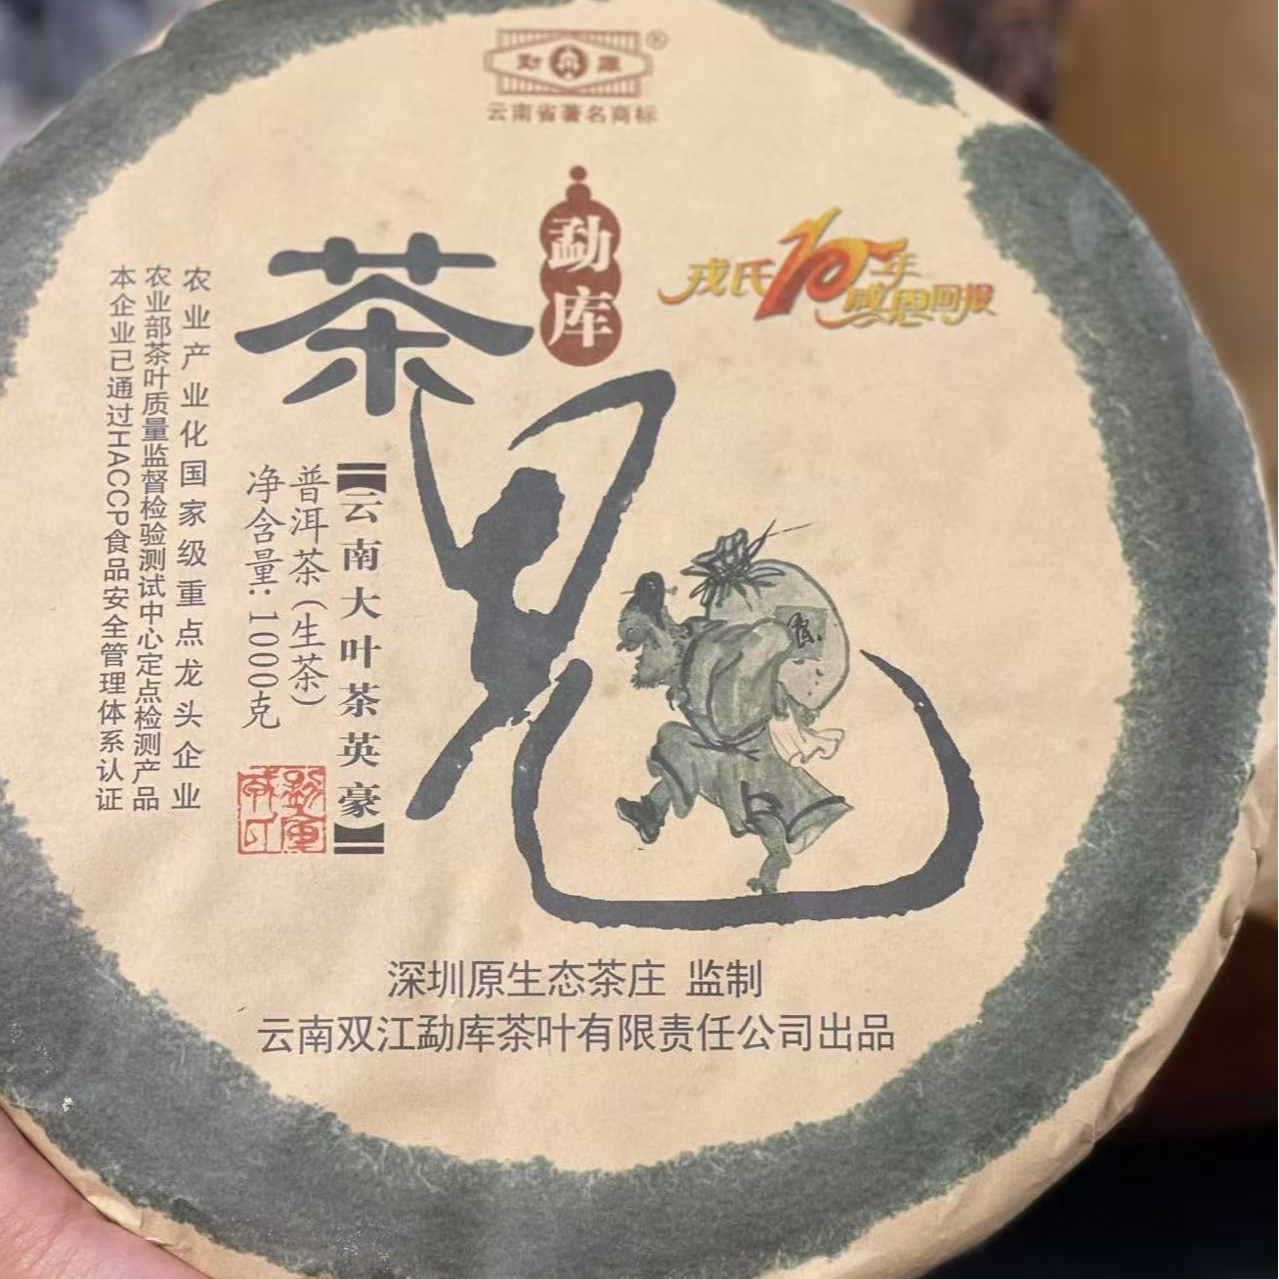 勐库
®
云南省著名商标
勐库
戎氏10年
感恩回报
茶鬼
【云南大叶茶英豪】
普洱茶(生茶)
净含量:1000克
农业产业化国家级重点龙头企业
农业部茶叶质量监督检验测试中心定点检测产品
本企业已通过HACCP食品安全管理体系认证
深圳原生态茶庄 监制
云南双江勐库茶叶有限责任公司出品